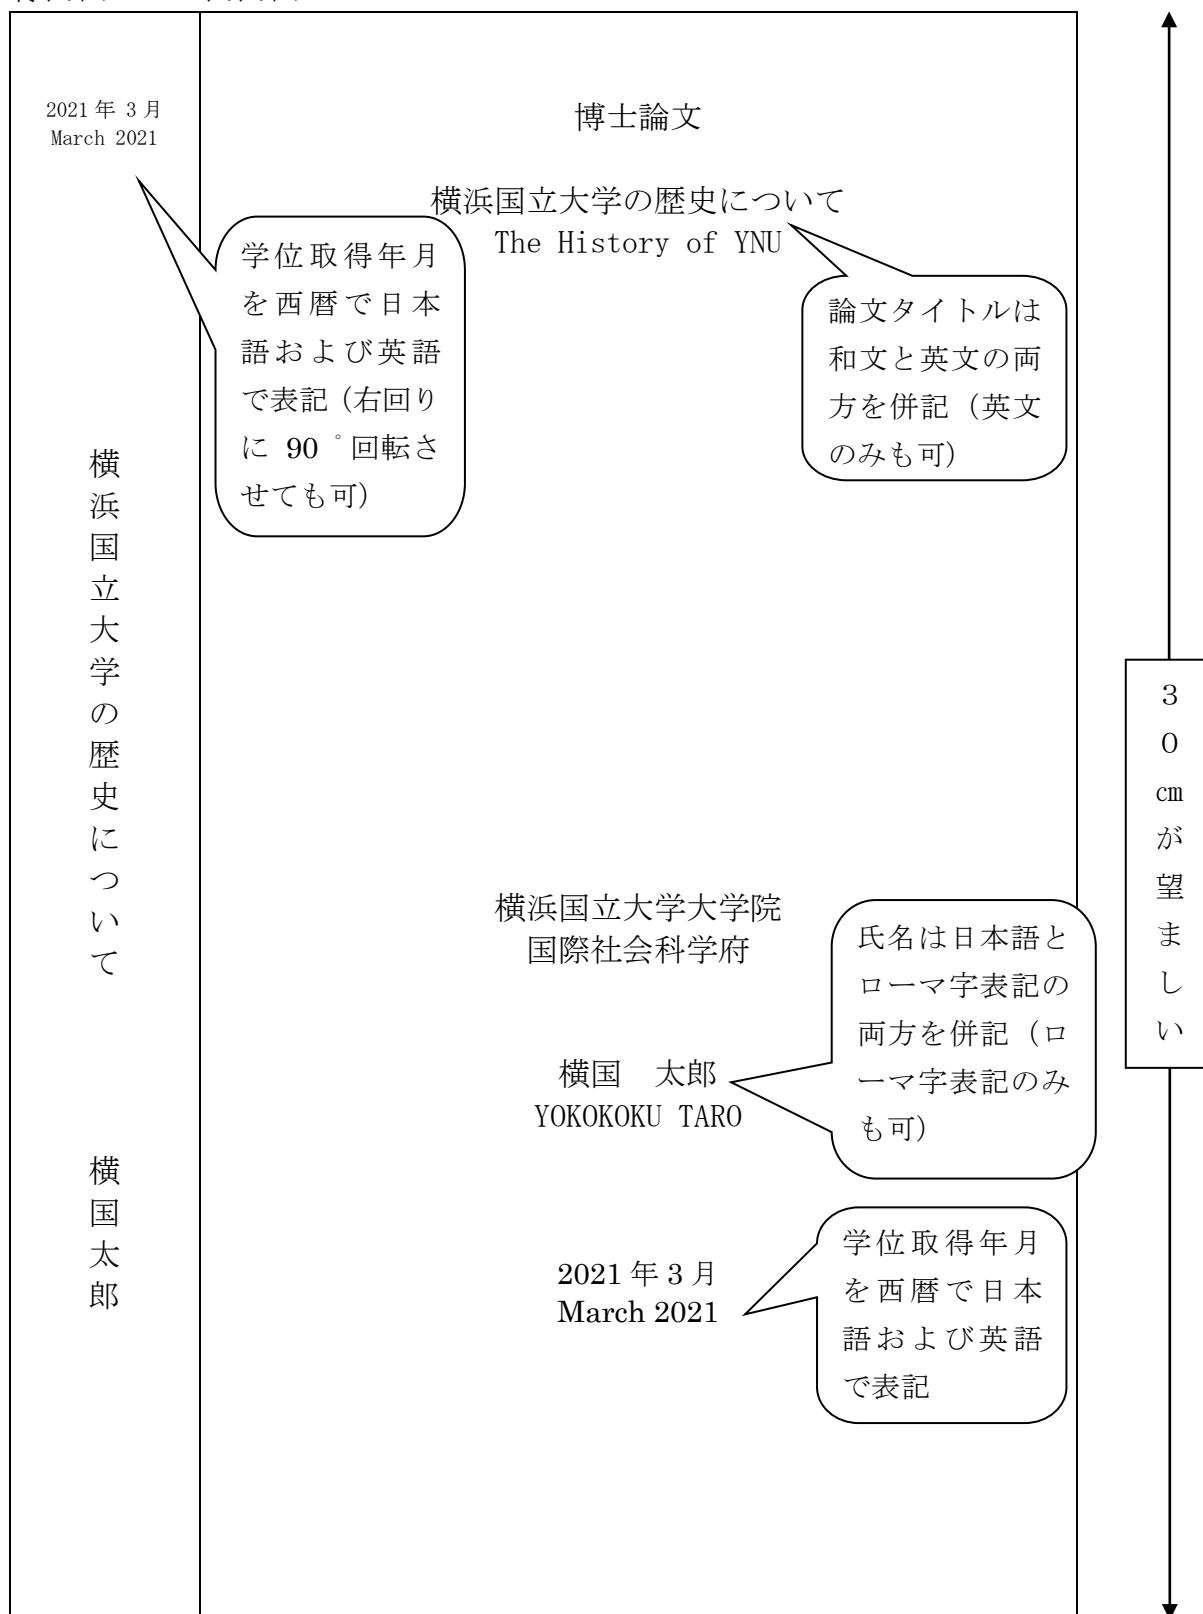 2021年 3月
March 2021
横浜国立大学の歴史について
横国太郎
博士論文
横浜国立大学の歴史について
The History of YNU
学位取得年月
を西暦で日本
語および英語
で表記（右回り
に 90゜回転さ
せても可）
論文タイトルは
和文と英文の両
方を併記（英文
のみも可）
横浜国立大学大学院
国際社会科学府
横国　太郎
YOKOKOKU TARO
氏名は日本語と
ローマ字表記の
両方を併記（ロ
ーマ字表記のみ
も可）
2021年3月
March 2021
学位取得年月
を西暦で日本
語および英語
で表記
３０㎝が望ましい